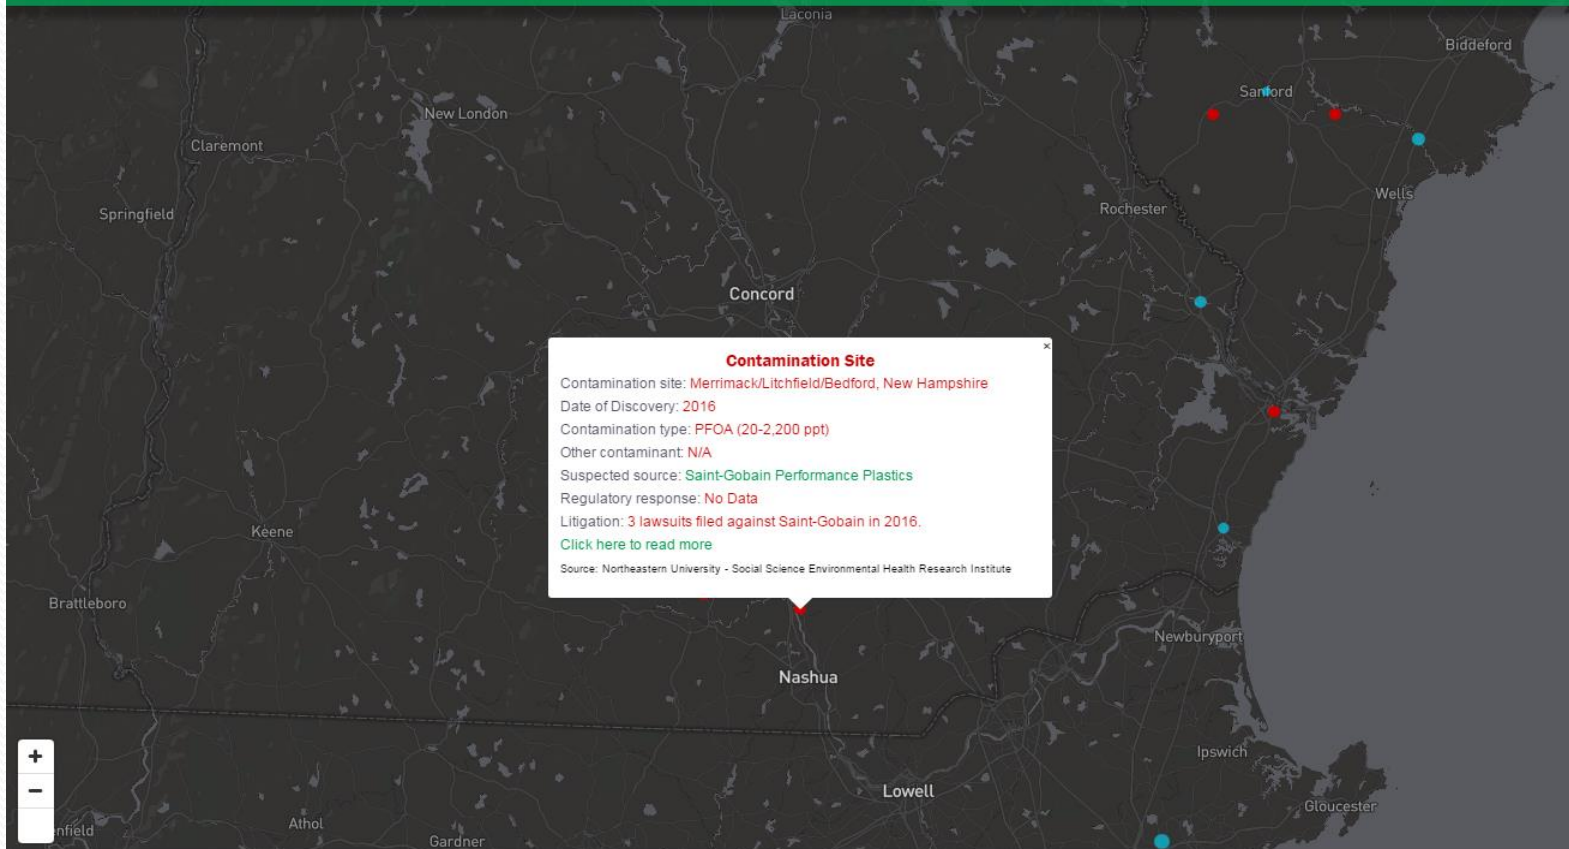 Laconia
Biddeford
Sanford
New London
Claremont
Wells
Rochester
Springfield
Concord
×
Contamination Site
Contamination site: Merrimack/Litchfield/Bedford, New Hampshire
Date of Discovery: 2016
Contamination type: PFOA (20-2,200 ppt)
Other contaminant: N/A
Suspected source: Saint-Gobain Performance Plastics
Regulatory response: No Data
Litigation: 3 lawsuits filed against Saint-Gobain in 2016.
Click here to read more
Source: Northeastern University - Social Science Environmental Health Research Institute
Keene
Brattleboro
Newburyport
Nashua
Ipswich
+
−
Lowell
Gloucester
enfield
Athol
Gardner